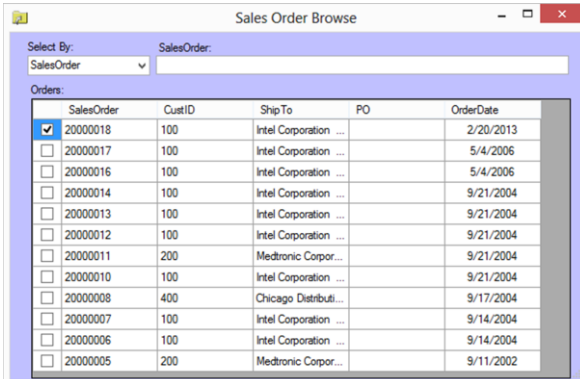 Sales Order Browse
Select By: SalesOrder:
SalesOrder
Orders:
SalesOrder CustID ShipTo PO OrderDate
20000018 100 Intel Corporation ... 2/20/2013
20000017 100 Intel Corporation ... 5/4/2006
20000016 100 Intel Corporation ... 5/4/2006
20000014 100 Intel Corporation ... 9/21/2004
20000013 100 Intel Corporation ... 9/21/2004
20000012 100 Intel Corporation ... 9/21/2004
20000011 200 Medtronic Corpor... 9/21/2004
20000010 100 Intel Corporation ... 9/21/2004
20000008 400 Chicago Distributi... 9/17/2004
20000007 100 Intel Corporation ... 9/14/2004
20000006 100 Intel Corporation ... 9/14/2004
20000005 200 Medtronic Corpor... 9/11/2002